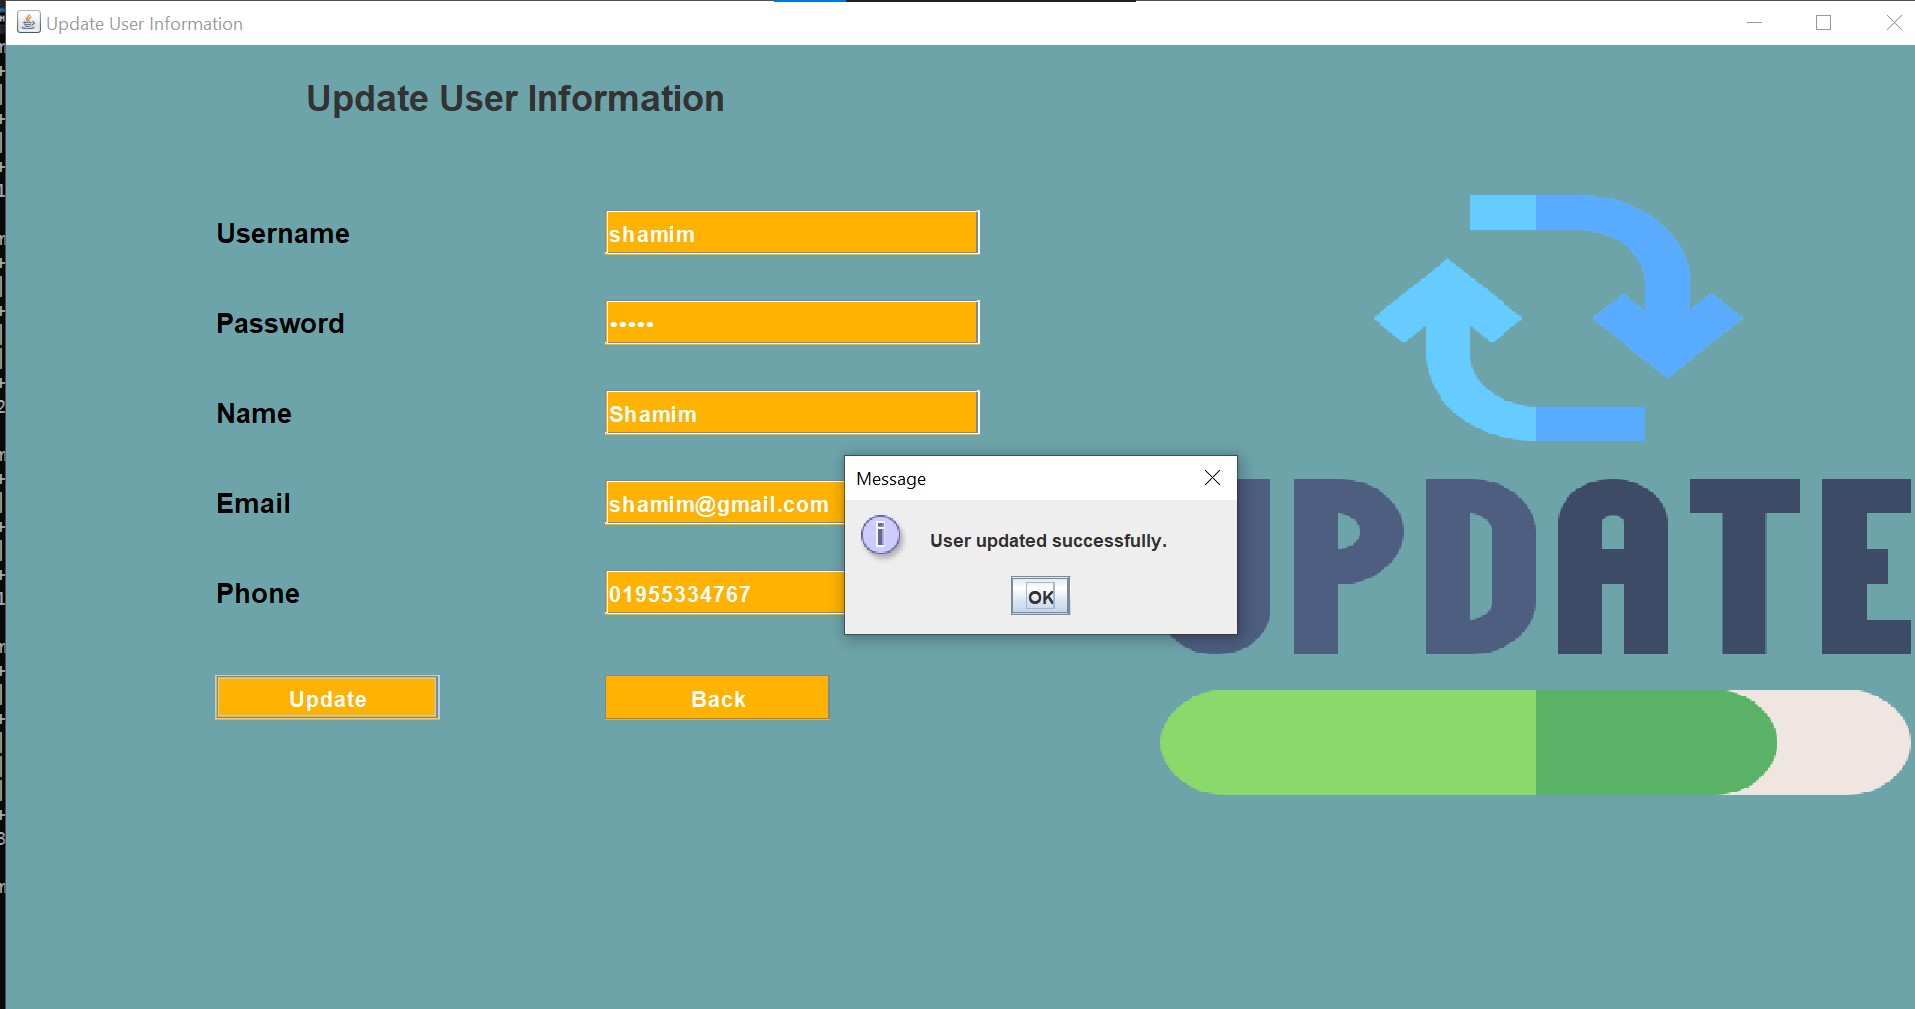 Update User Information
Update User Information
Username
shamim
Password
•••••
Name
Shamim
Email
shamim@gmail.com
Phone
01955334767
Update
Back
Message
User updated successfully.
OK
UPDATE